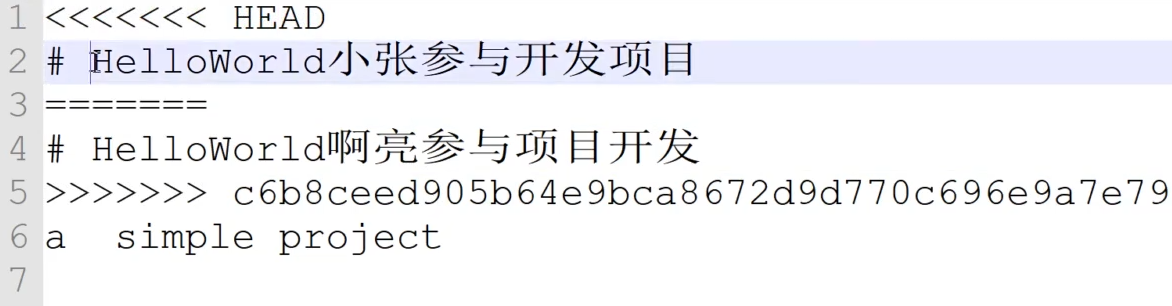 1 <<<<<<< HEAD
2 # HelloWorld小张参与开发项目
3 =======
4 # HelloWorld啊亮参与项目开发
5 >>>>>>> c6b8ceed905b64e9bca8672d9d770c696e9a7e79
6 a  simple project
7